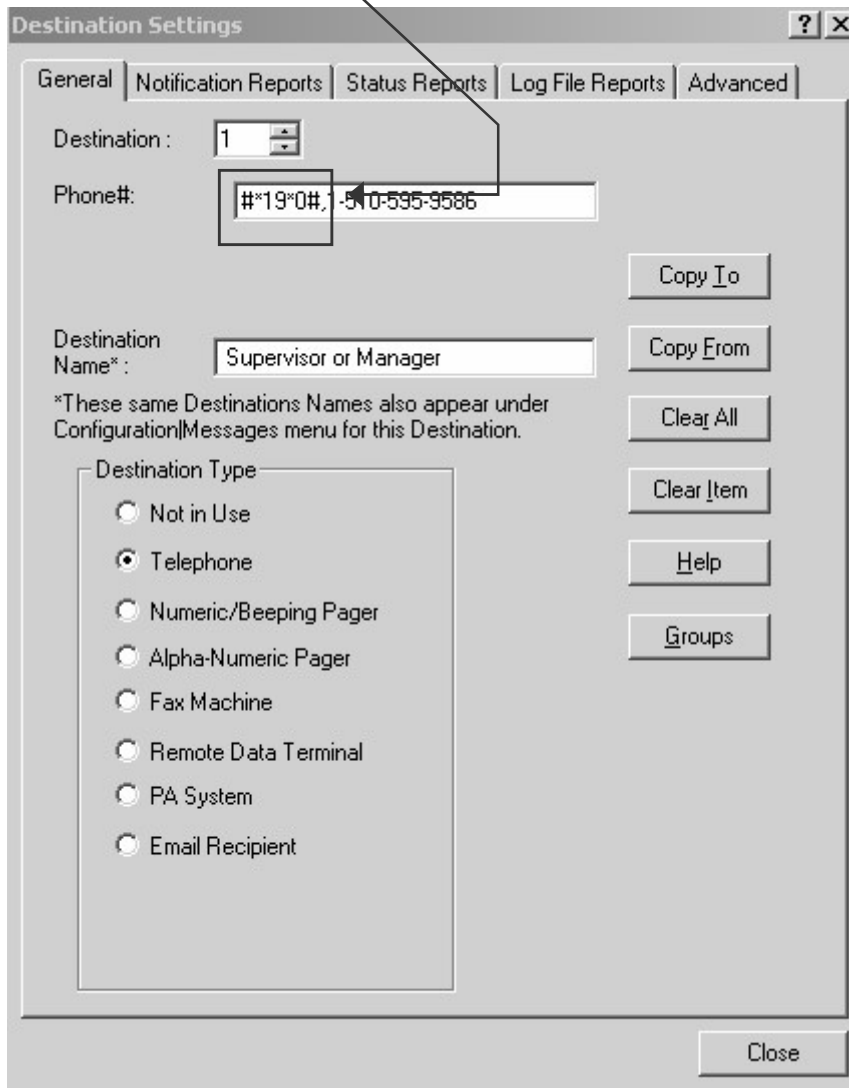 Destination Settings
General Notification Reports Status Reports Log File Reports Advanced
Destination : 1
Phone#: #*19*0#,1-510-595-9586
Copy To
Destination
Name* : Supervisor or Manager
Copy From
*These same Destinations Names also appear under
Configuration|Messages menu for this Destination.
Clear All
Destination Type
Clear Item
Not in Use
Telephone
Help
Numeric/Beeping Pager
Groups
Alpha-Numeric Pager
Fax Machine
Remote Data Terminal
PA System
Email Recipient
Close